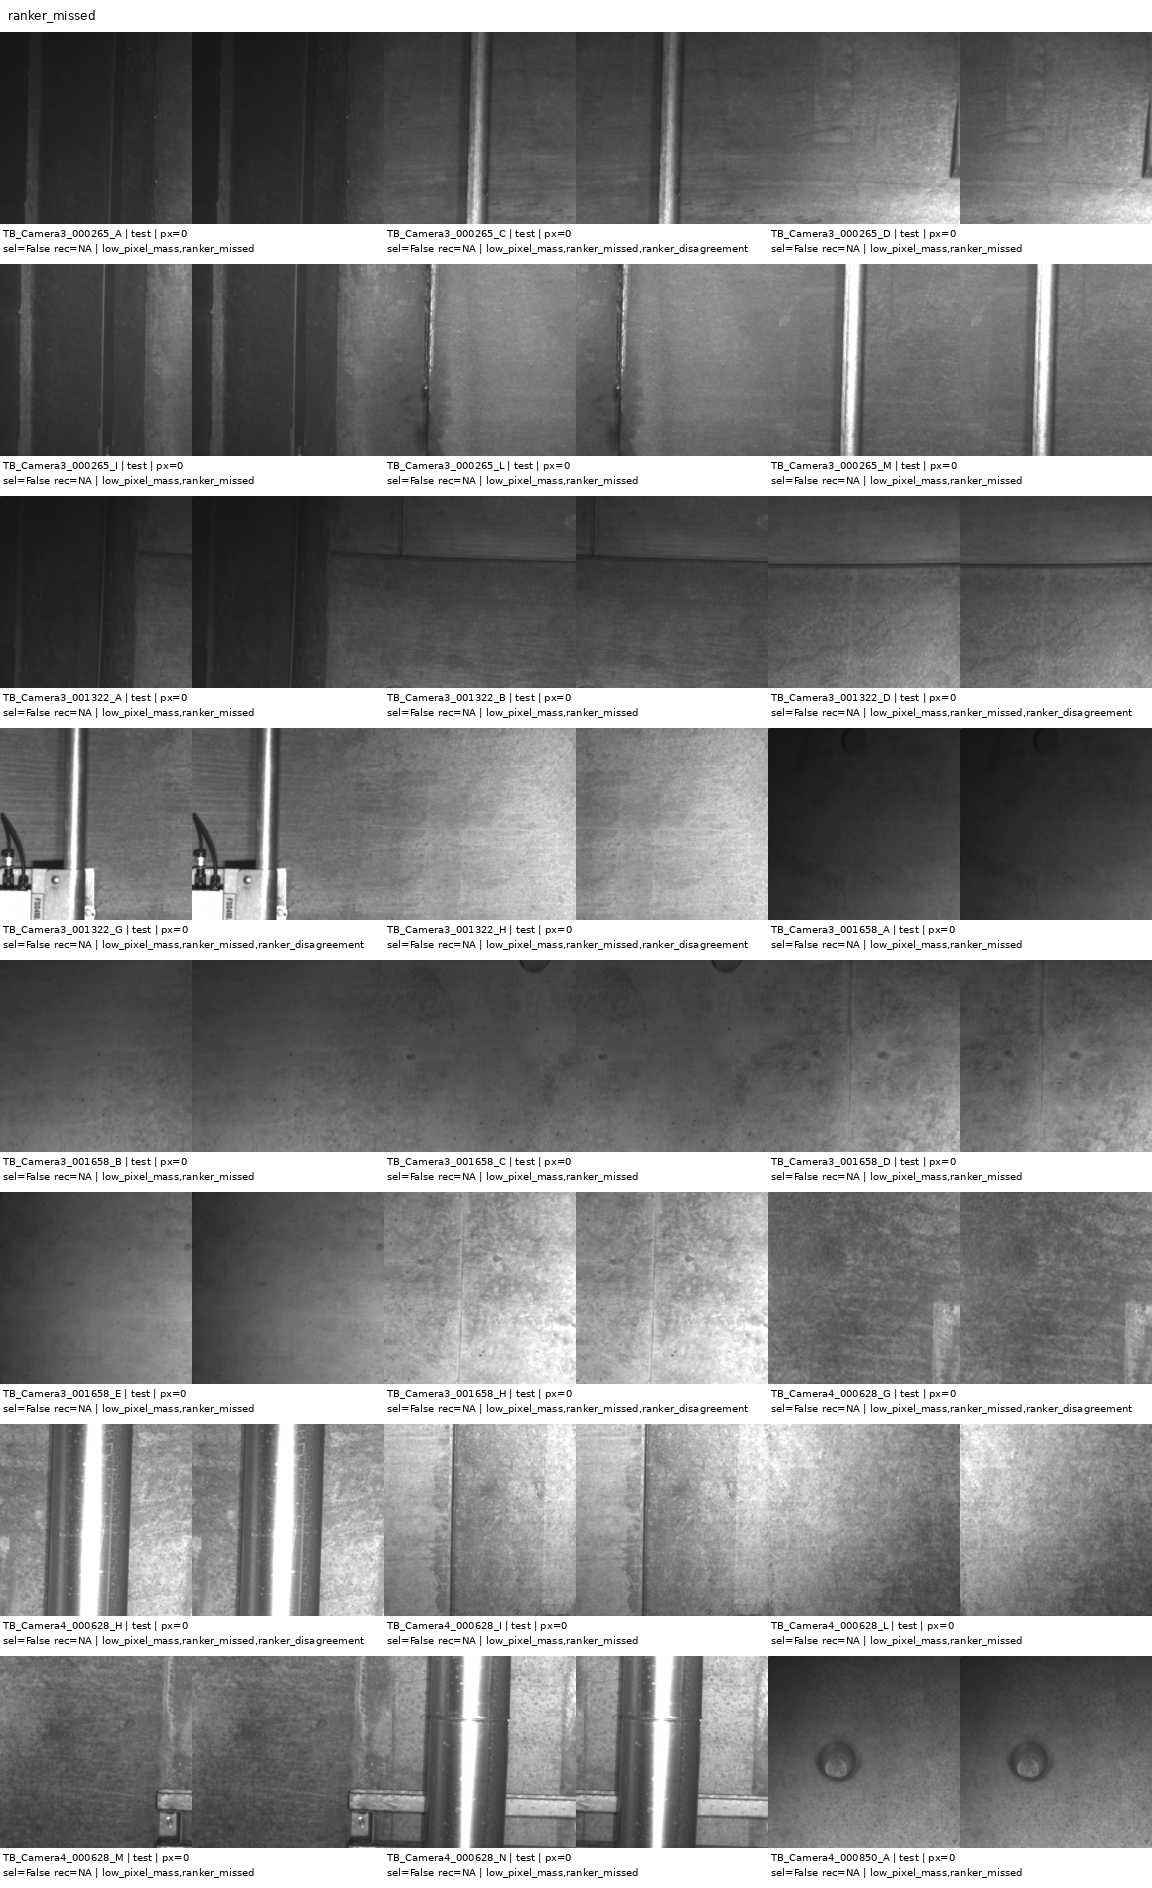 ranker_missed
TB_Camera3_000265_A | test | px=0
sel=False rec=NA | low_pixel_mass,ranker_missed
TB_Camera3_000265_C | test | px=0
sel=False rec=NA | low_pixel_mass,ranker_missed,ranker_disagreement
TB_Camera3_000265_D | test | px=0
sel=False rec=NA | low_pixel_mass,ranker_missed
TB_Camera3_000265_I | test | px=0
sel=False rec=NA | low_pixel_mass,ranker_missed
TB_Camera3_000265_L | test | px=0
sel=False rec=NA | low_pixel_mass,ranker_missed
TB_Camera3_000265_M | test | px=0
sel=False rec=NA | low_pixel_mass,ranker_missed
TB_Camera3_001322_A | test | px=0
sel=False rec=NA | low_pixel_mass,ranker_missed
TB_Camera3_001322_B | test | px=0
sel=False rec=NA | low_pixel_mass,ranker_missed
TB_Camera3_001322_D | test | px=0
sel=False rec=NA | low_pixel_mass,ranker_missed,ranker_disagreement
TB_Camera3_001322_G | test | px=0
sel=False rec=NA | low_pixel_mass,ranker_missed,ranker_disagreement
TB_Camera3_001322_H | test | px=0
sel=False rec=NA | low_pixel_mass,ranker_missed,ranker_disagreement
TB_Camera3_001658_A | test | px=0
sel=False rec=NA | low_pixel_mass,ranker_missed
TB_Camera3_001658_B | test | px=0
sel=False rec=NA | low_pixel_mass,ranker_missed
TB_Camera3_001658_C | test | px=0
sel=False rec=NA | low_pixel_mass,ranker_missed
TB_Camera3_001658_D | test | px=0
sel=False rec=NA | low_pixel_mass,ranker_missed
TB_Camera3_001658_E | test | px=0
sel=False rec=NA | low_pixel_mass,ranker_missed
TB_Camera3_001658_H | test | px=0
sel=False rec=NA | low_pixel_mass,ranker_missed,ranker_disagreement
TB_Camera4_000628_G | test | px=0
sel=False rec=NA | low_pixel_mass,ranker_missed,ranker_disagreement
TB_Camera4_000628_H | test | px=0
sel=False rec=NA | low_pixel_mass,ranker_missed,ranker_disagreement
TB_Camera4_000628_I | test | px=0
sel=False rec=NA | low_pixel_mass,ranker_missed
TB_Camera4_000628_L | test | px=0
sel=False rec=NA | low_pixel_mass,ranker_missed
TB_Camera4_000628_M | test | px=0
sel=False rec=NA | low_pixel_mass,ranker_missed
TB_Camera4_000628_N | test | px=0
sel=False rec=NA | low_pixel_mass,ranker_missed
TB_Camera4_000850_A | test | px=0
sel=False rec=NA | low_pixel_mass,ranker_missed